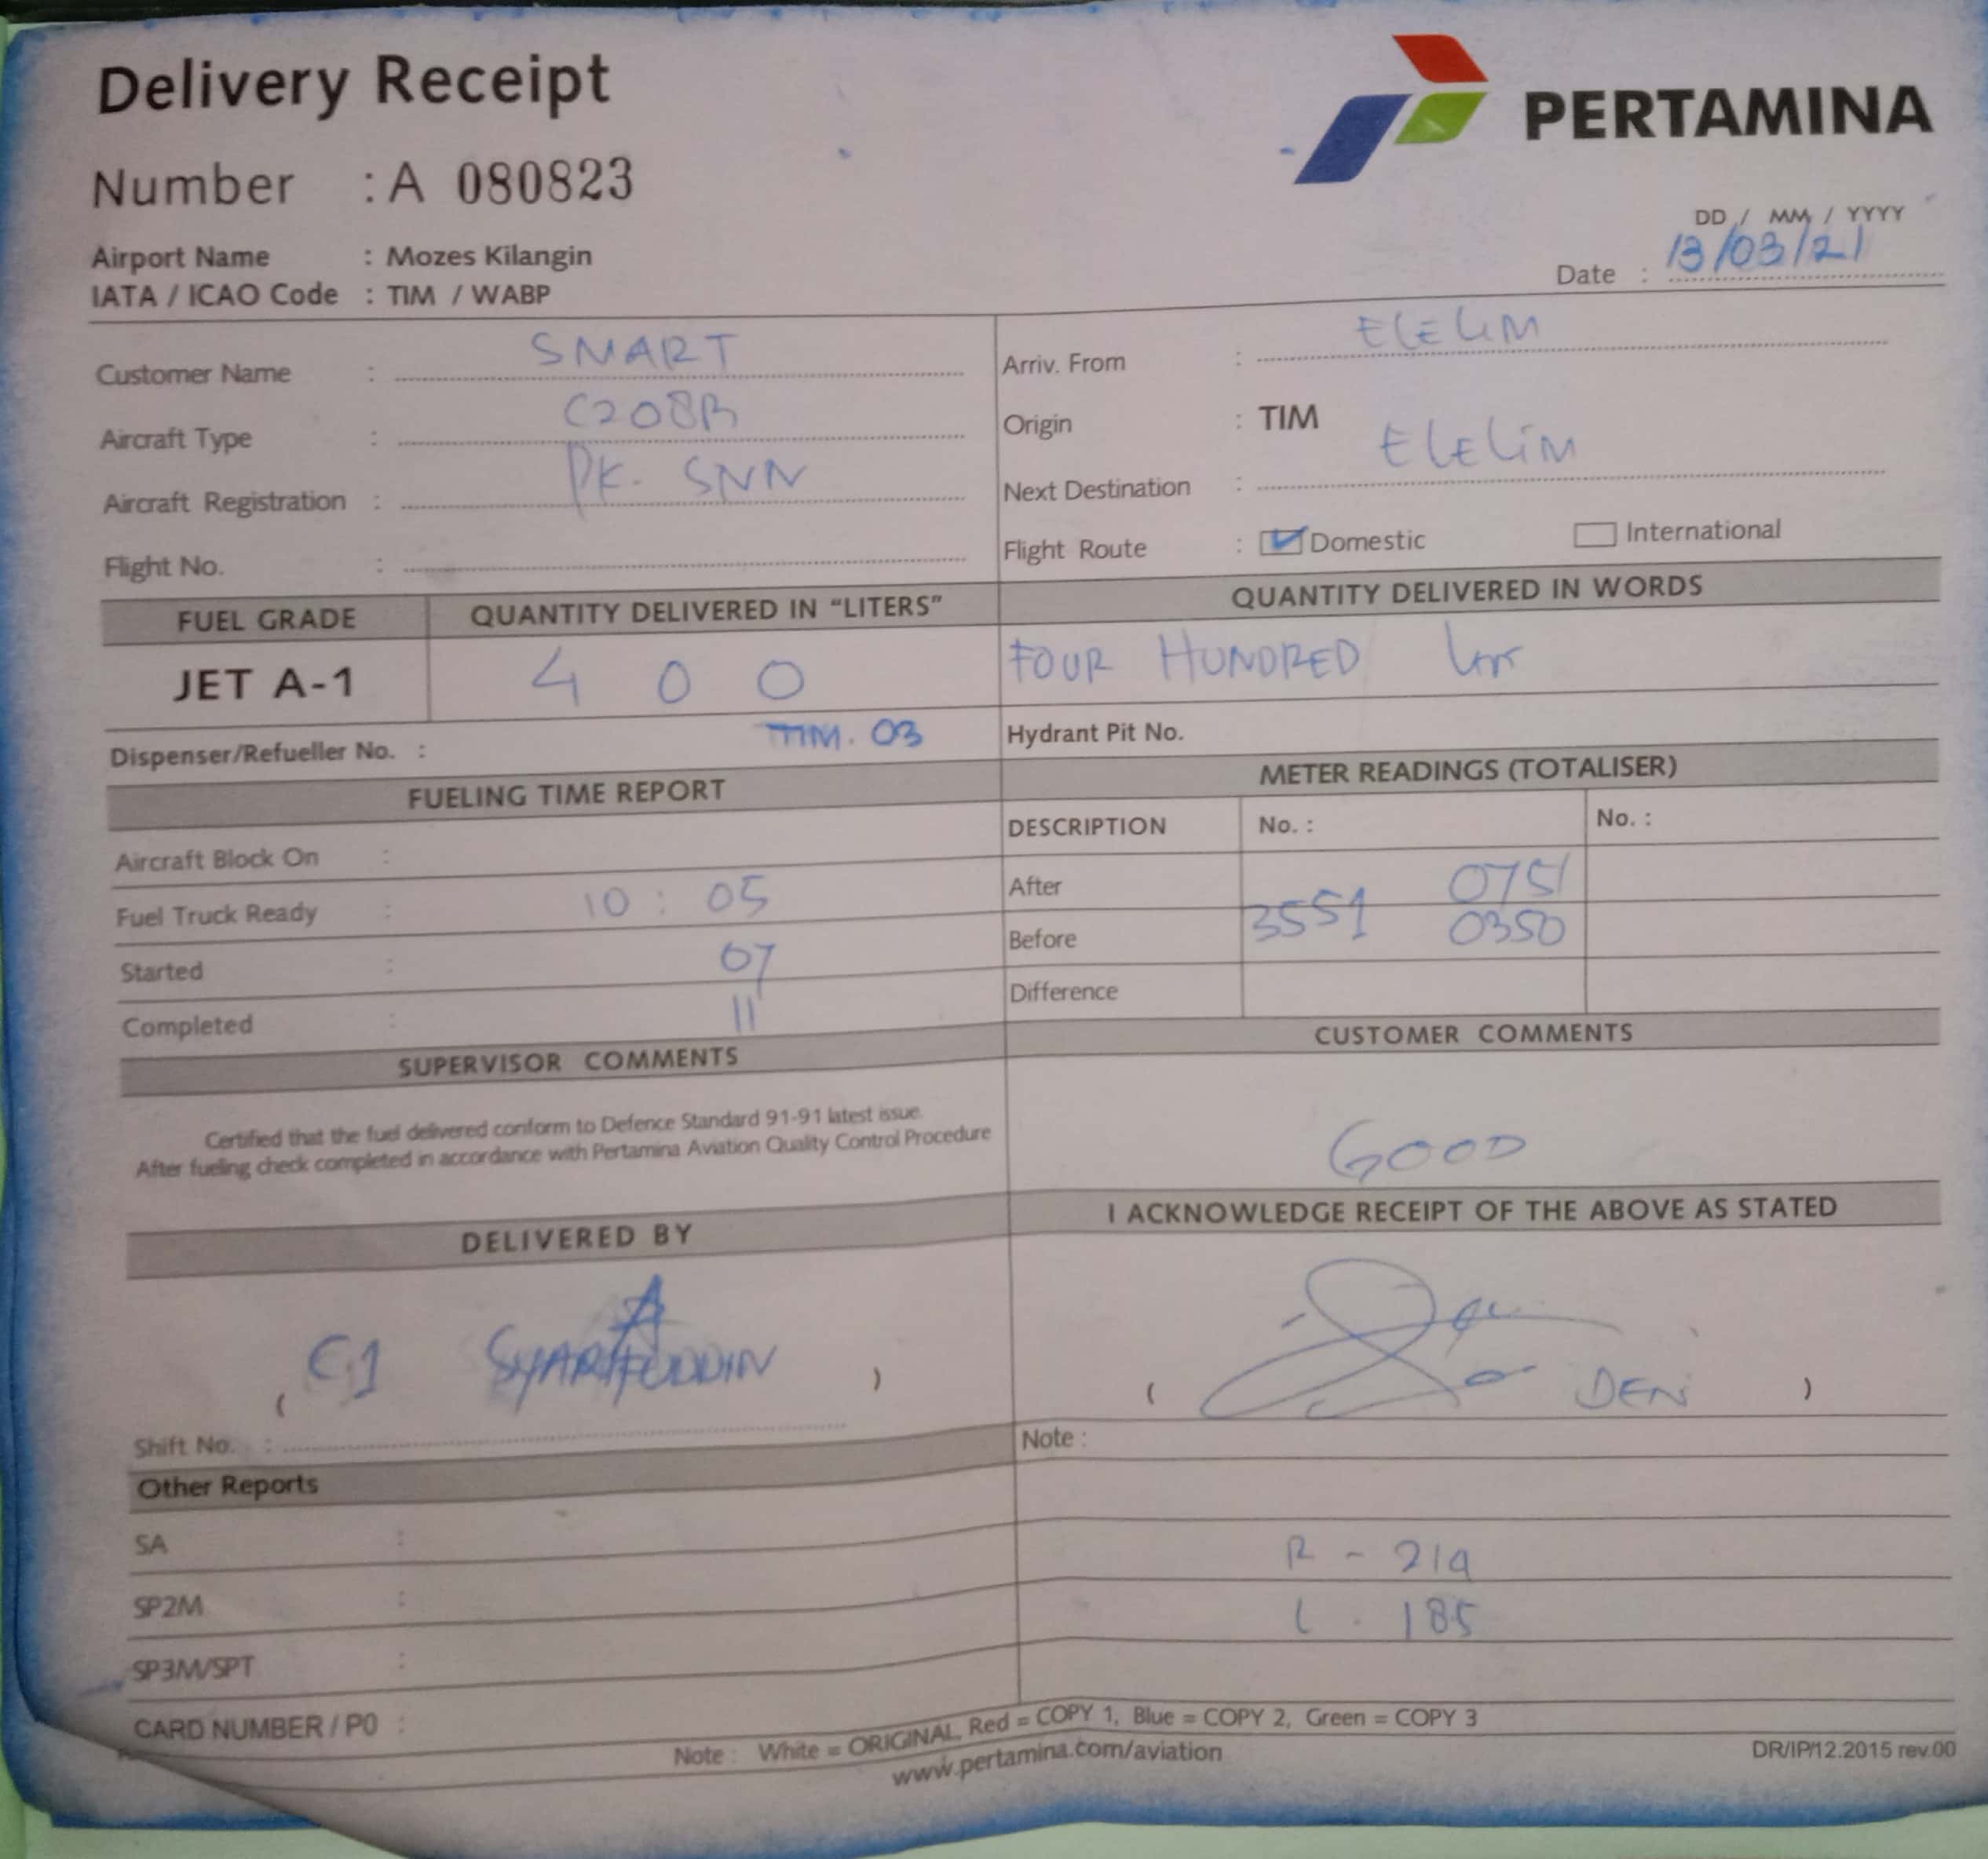 Delivery Receipt
PERTAMINA
Number : A 080823
DD / MM / YYYY
Airport Name : Mozes Kilangin
Date : 13/03/21
IATA / ICAO Code : TIM / WABP
Customer Name : SMART
Arriv. From : ELELIM
Aircraft Type : C208B
Origin : TIM
Aircraft Registration : PK. SNN
Next Destination : ELELIM
Flight No. :
Flight Route : Domestic International
FUEL GRADE QUANTITY DELIVERED IN "LITERS" QUANTITY DELIVERED IN WORDS
JET A-1 4 0 0 FOUR HUNDRED
Dispenser/Refueller No. : TIM. 03 Hydrant Pit No.
FUELING TIME REPORT METER READINGS (TOTALISER)
DESCRIPTION No. : No. :
Aircraft Block On :
After 0751
Fuel Truck Ready : 10 : 05
Before 3551 0350
Started : 07
Difference
Completed : 11
SUPERVISOR COMMENTS CUSTOMER COMMENTS
Certified that the fuel delivered conform to Defence Standard 91-91 latest issue.
After fueling check completed in accordance with Pertamina Aviation Quality Control Procedure
GOOD
DELIVERED BY I ACKNOWLEDGE RECEIPT OF THE ABOVE AS STATED
( SYARIFUDDIN )
( DENI )
Shift No. :
Note :
Other Reports
SA :
R - 219
SP2M :
L . 185
SP3M/SPT :
CARD NUMBER / P0 :
Note : White = ORIGINAL, Red = COPY 1, Blue = COPY 2, Green = COPY 3
www.pertamina.com/aviation
DR/IP/12.2015 rev.00